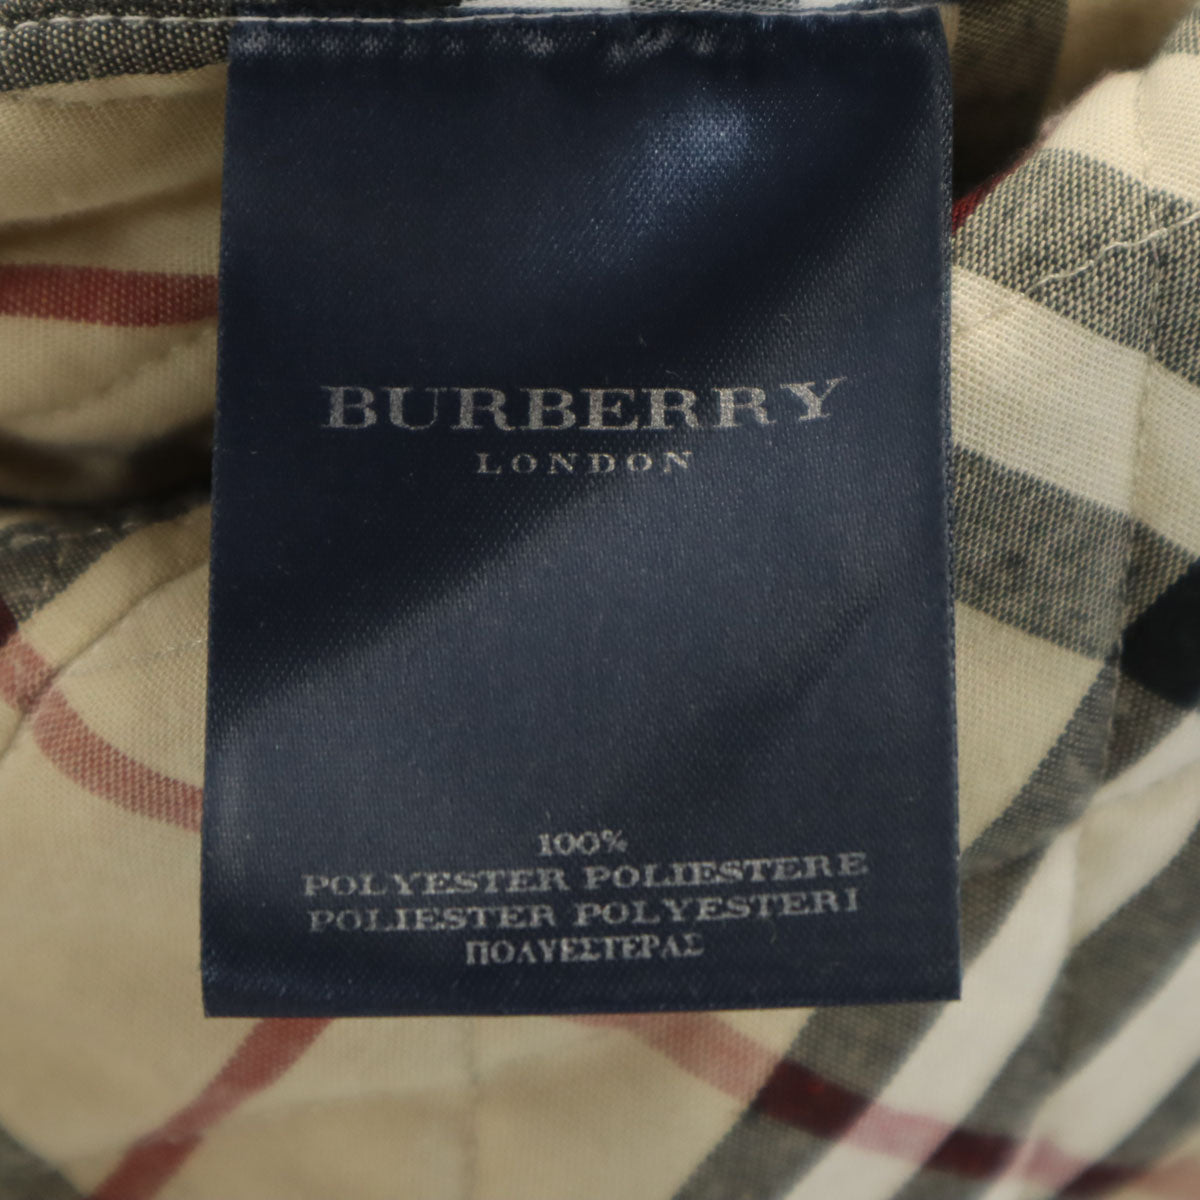 BURBERRY
LONDON
100%
POLYESTER POLIESTERE
POLIESTER POLYESTERI
ΠΟΛΥΕΣΤΕΡΑΣ